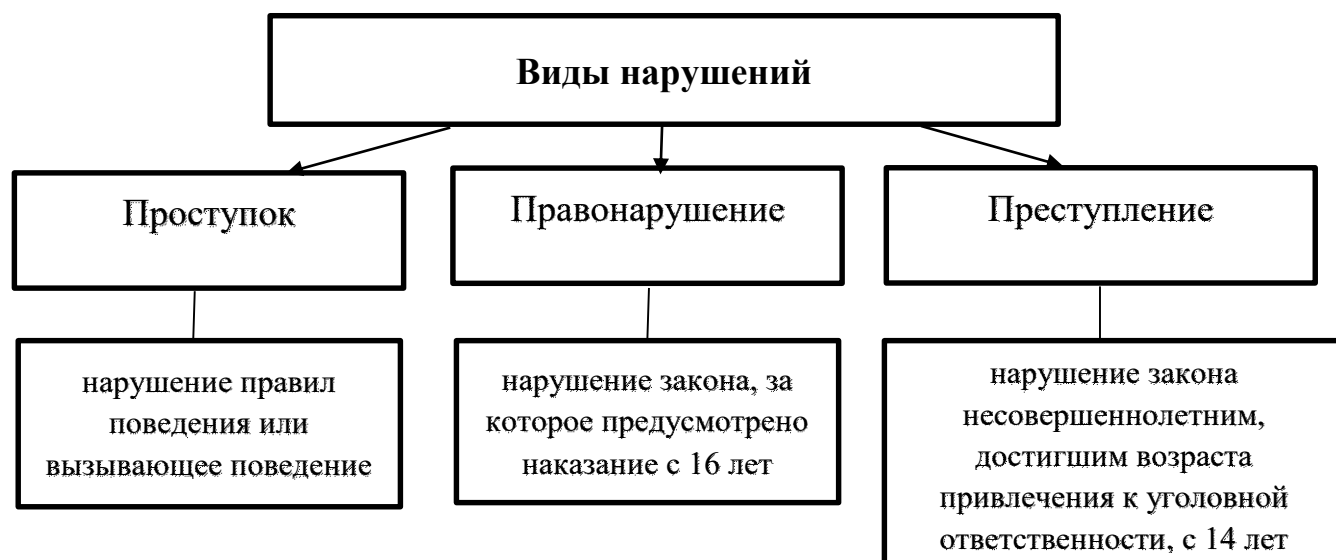 Виды нарушений
Проступок
Правонарушение
Преступление
нарушение правил
поведения или
вызывающее поведение
нарушение закона, за
которое предусмотрено
наказание с 16 лет
нарушение закона
несовершеннолетним,
достигшим возраста
привлечения к уголовной
ответственности, с 14 лет